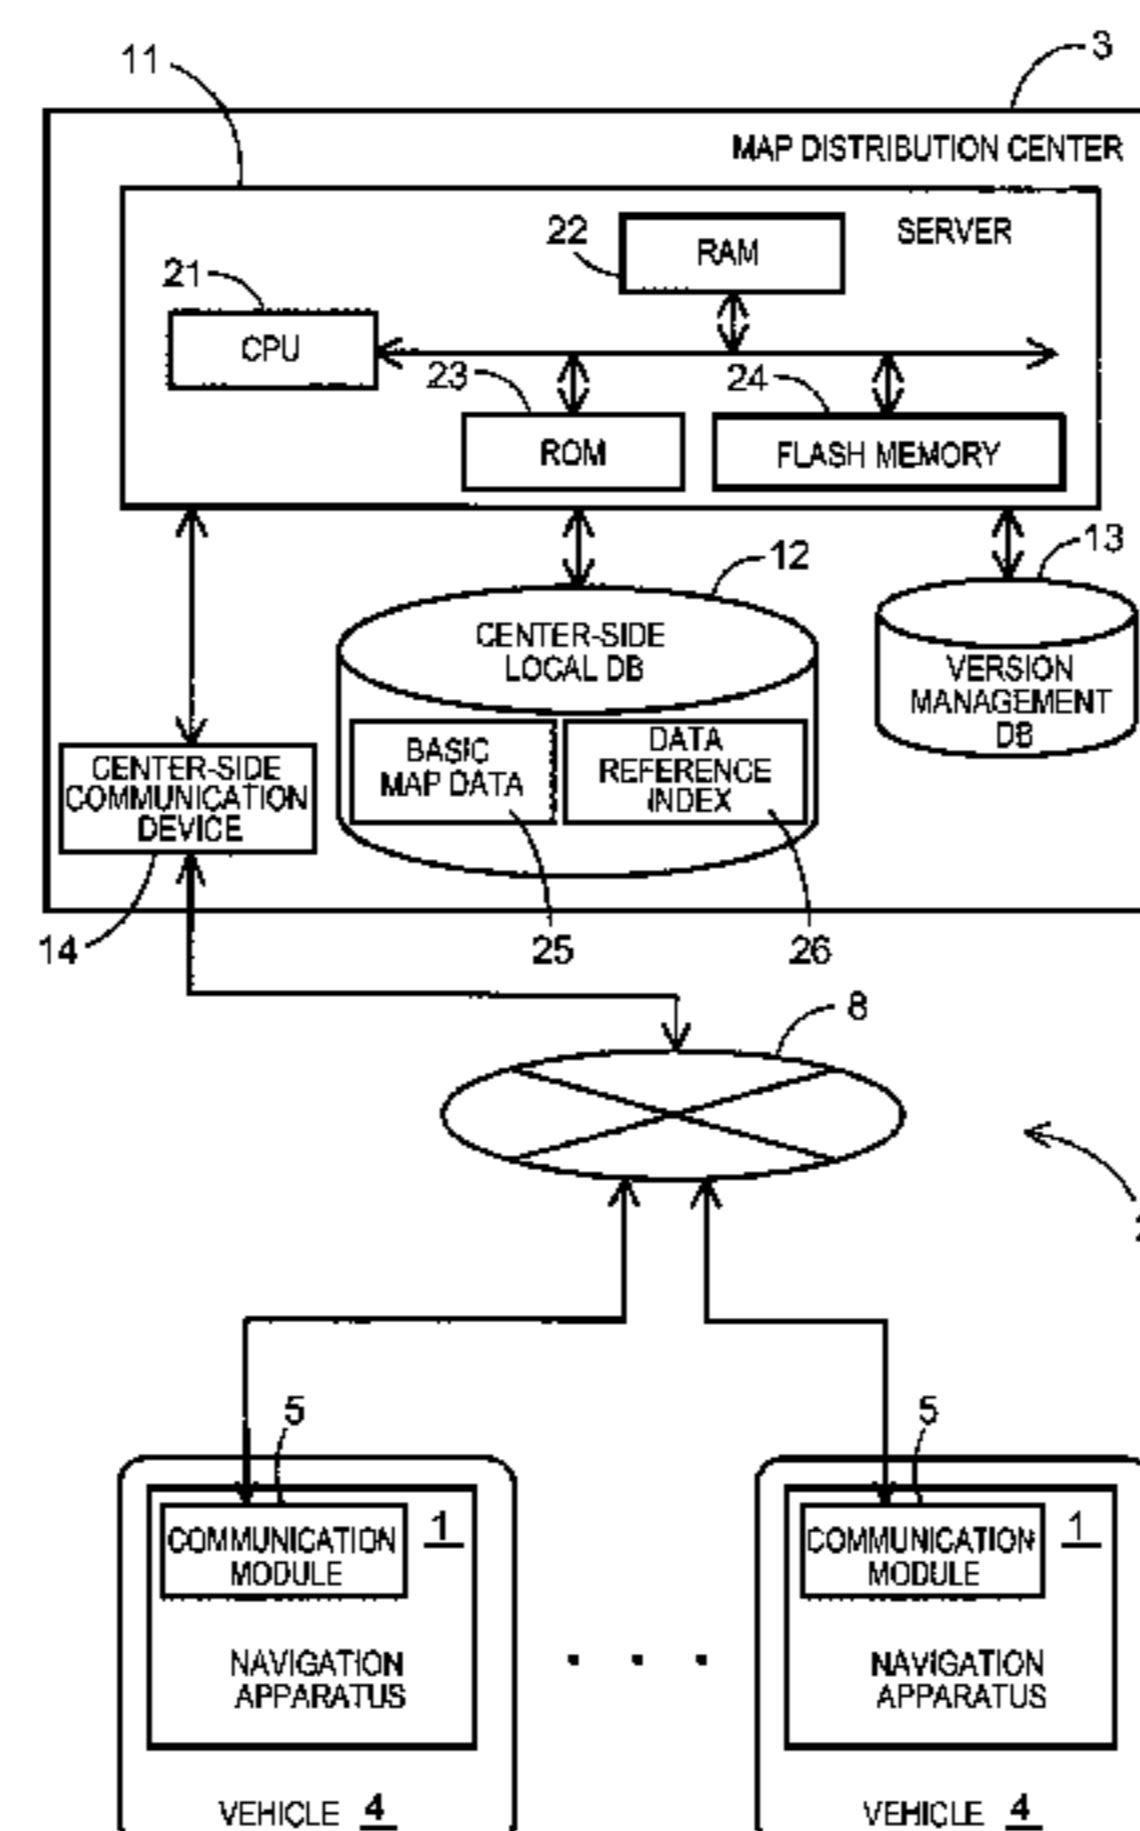 11
3
MAP DISTRIBUTION CENTER
22
RAM
SERVER
21
CPU
23
24
ROM
FLASH MEMORY
12
13
CENTER-SIDE
LOCAL DB
VERSION
MANAGEMENT
DB
BASIC
MAP DATA
DATA
REFERENCE
INDEX
CENTER-SIDE
COMMUNICATION
DEVICE
14
25
26
8
5
5
COMMUNICATION
MODULE
1
COMMUNICATION
MODULE
1
NAVIGATION
APPARATUS
NAVIGATION
APPARATUS
VEHICLE 4
VEHICLE 4